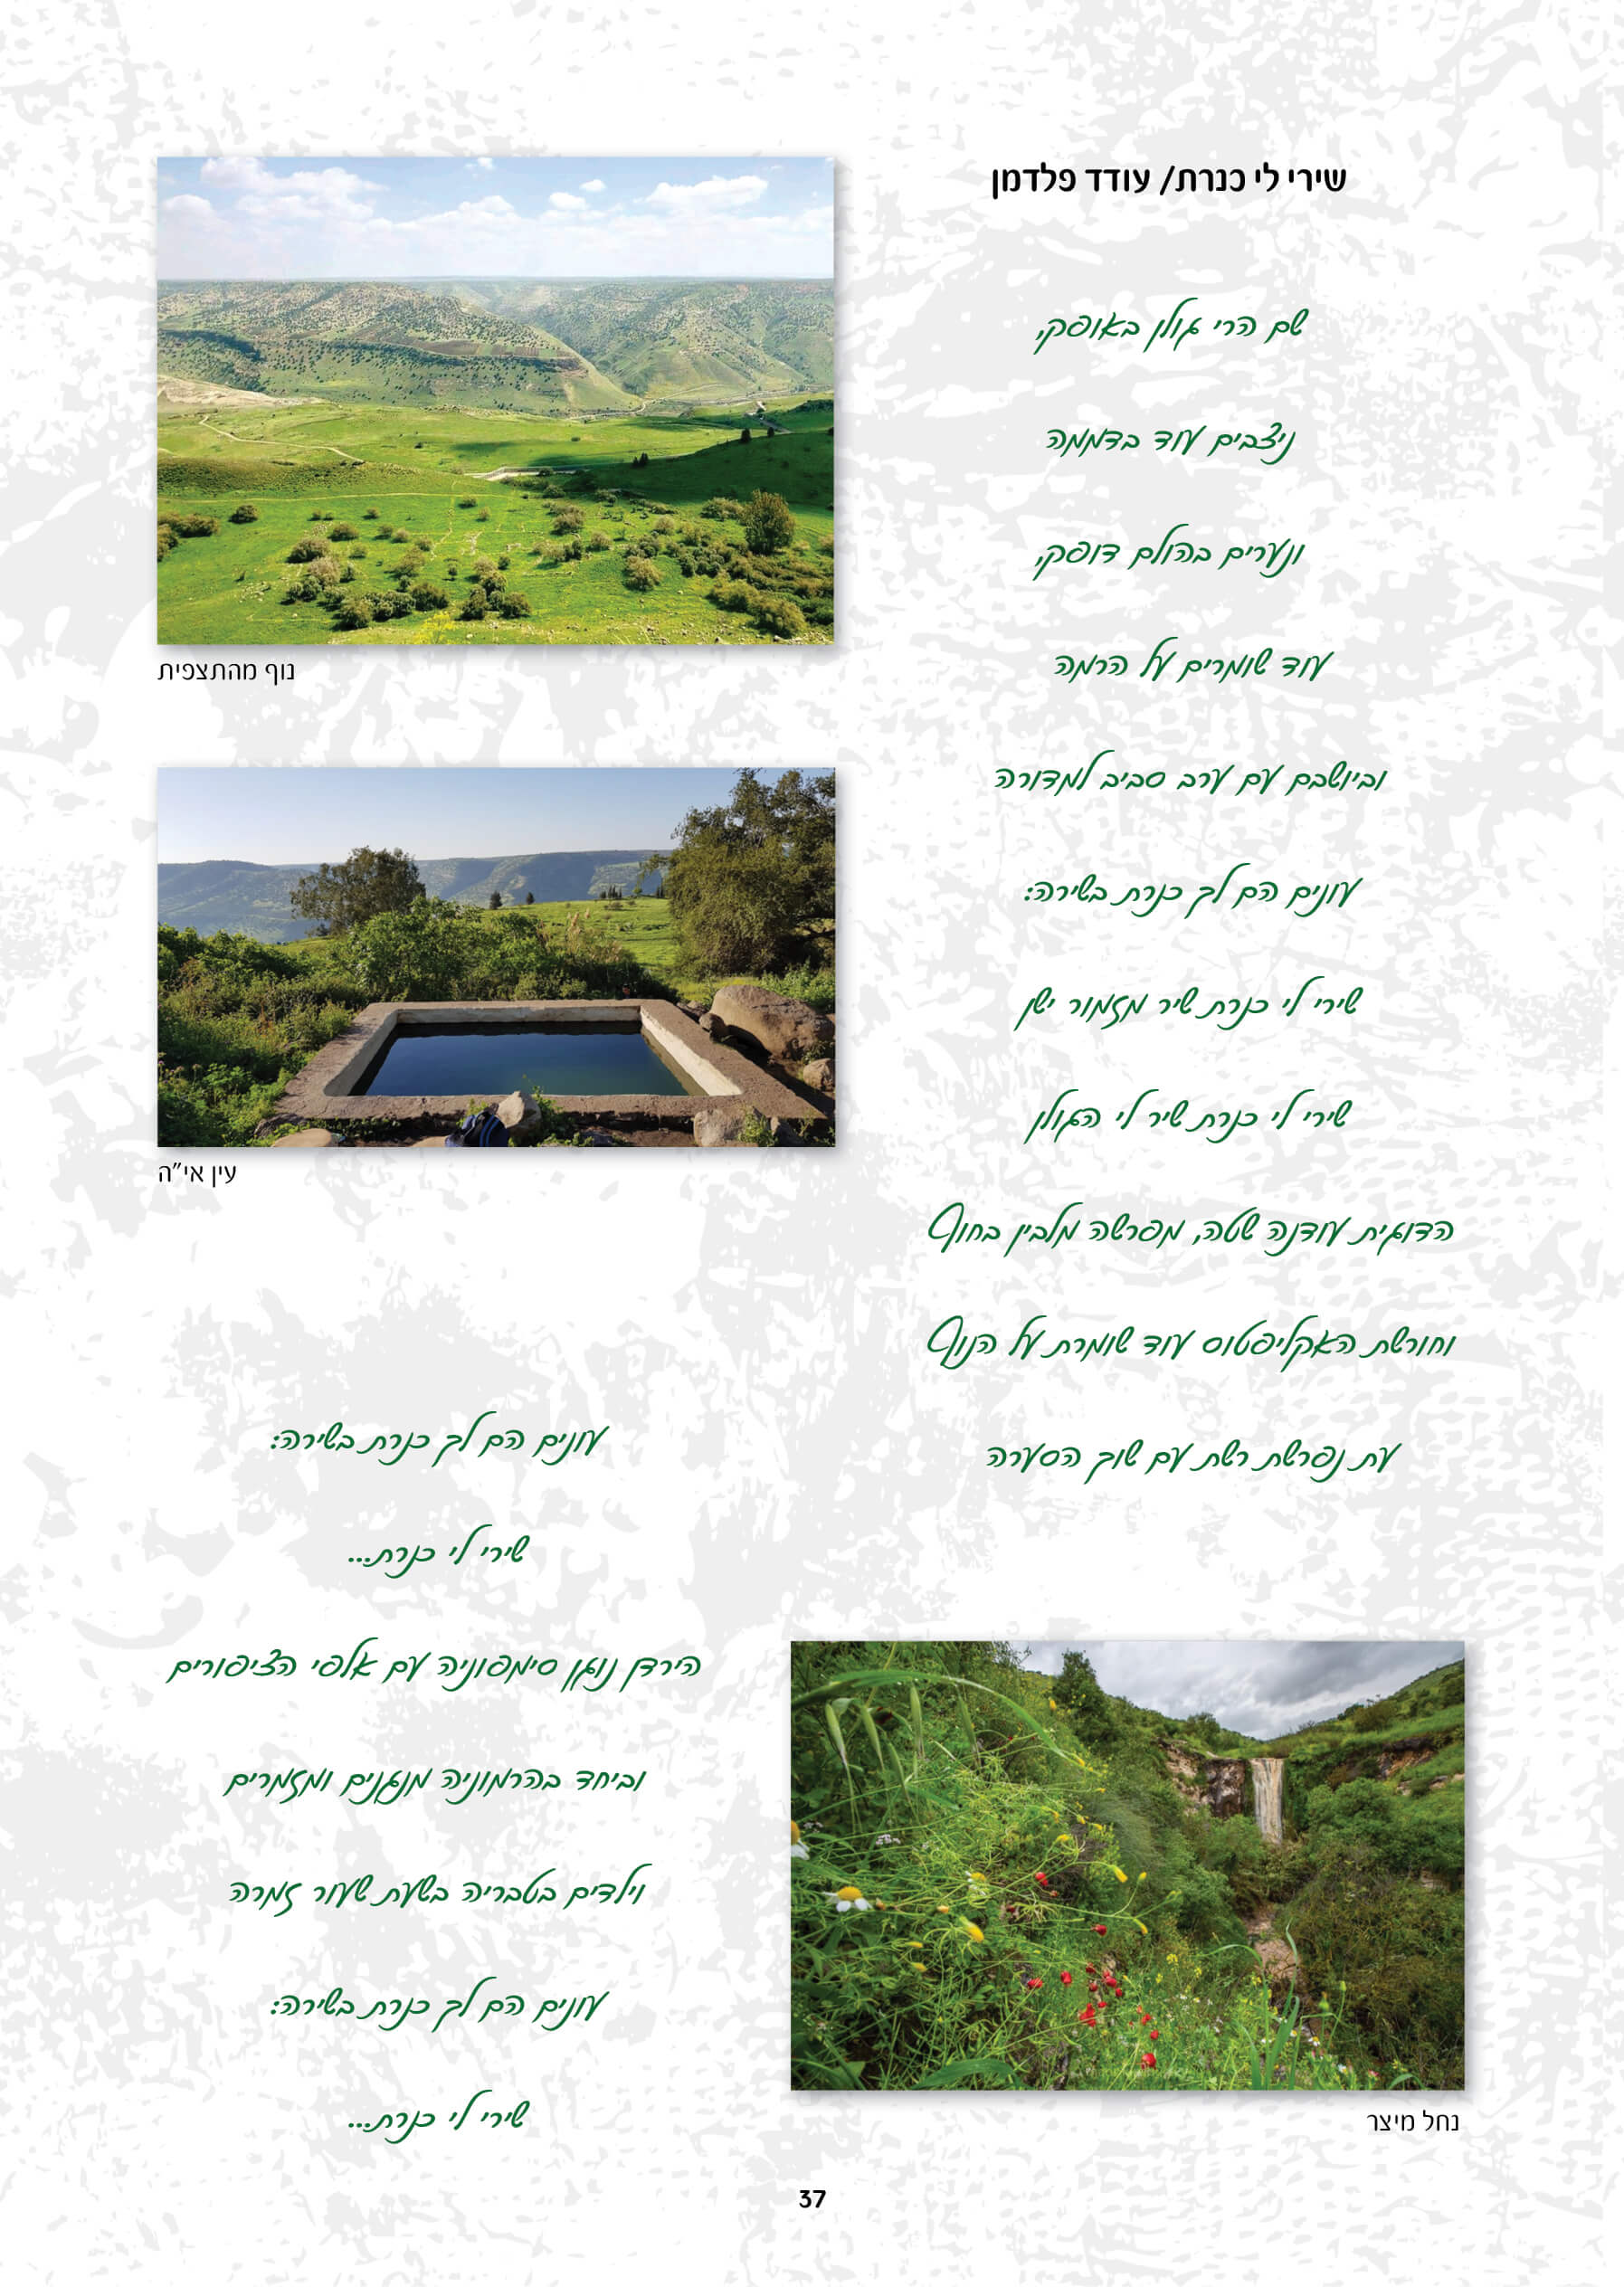 שירי לי כנרת/ עודד פלדמן
שם הרי גולן באופק,
ניצבים עוד בדממה
ונערים בהולם דופק,
עוד שומרים על הרמה
וביושבם עם ערב סביב למדורה
עונים הם לך כנרת בשירה:
שירי לי כנרת שיר מזמור ישן
שירי לי כנרת שיר לי הגולן
הדוגית עודנה שטה, מפרשה מלבין בחוף
וחורשת האקליפטוס עוד שומרת על הנוף
עת נפרשת רשת עם שוך הסערה
נוף מהתצפית
עין אי"ה
עונים הם לך כנרת בשירה:
שירי לי כנרת...
הירדן נוגן סימפוניה עם אלפי הציפורים
וביחד בהרמוניה מנגנים ומזמרים
וילדים בטבריה בשעת שעור זמרה
עונים הם לך כנרת בשירה:
שירי לי כנרת...
נחל מיצר
37